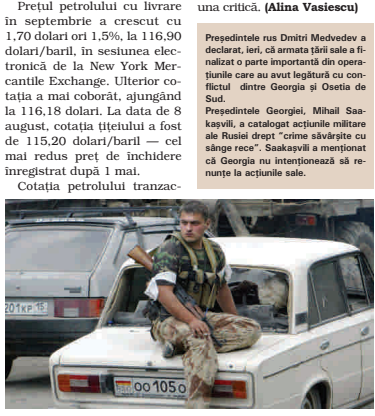 Prețul petrolului cu livrare
în septembrie a crescut cu
1,70 dolari ori 1,5%, la 116,90
dolari/baril, în sesiunea elec-
tronică de la New York Mer-
cantile Exchange. Ulterior co-
tația a mai coborât, ajungând
la 116,18 dolari. La data de 8
august, cotația țițeiului a fost
de 115,20 dolari/baril — cel
mai redus preț de închidere
înregistrat după 1 mai.
Cotația petrolului tranzac-
una critică. (Alina Vasiescu)
Președintele rus Dmitri Medvedev a
declarat, ieri, că armata țării sale a fi-
nalizat o parte importantă din opera-
țiunile care au avut legătură cu con-
flictul dintre Georgia și Osetia de
Sud.
Președintele Georgiei, Mihail Saa-
kașvili, a catalogat acțiunile militare
ale Rusiei drept "crime săvârșite cu
sânge rece". Saakașvili a menționat
că Georgia nu intenționează să re-
nunțe la acțiunile sale.
201KP 15
OO 105 O